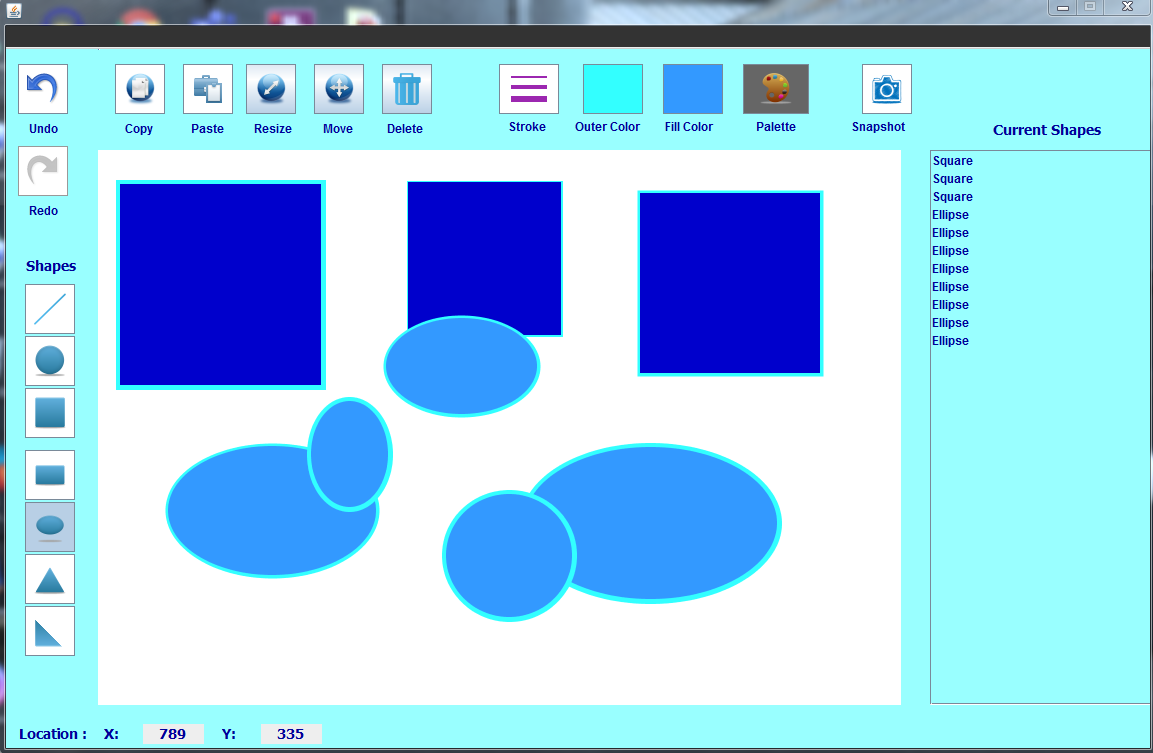 Undo
Copy
Paste
Resize
Move
Delete
Stroke
Outer Color
Fill Color
Palette
Snapshot
Current Shapes
Redo
Shapes
Square
Square
Square
Ellipse
Ellipse
Ellipse
Ellipse
Ellipse
Ellipse
Ellipse
Ellipse
Location : X: 789 Y: 335